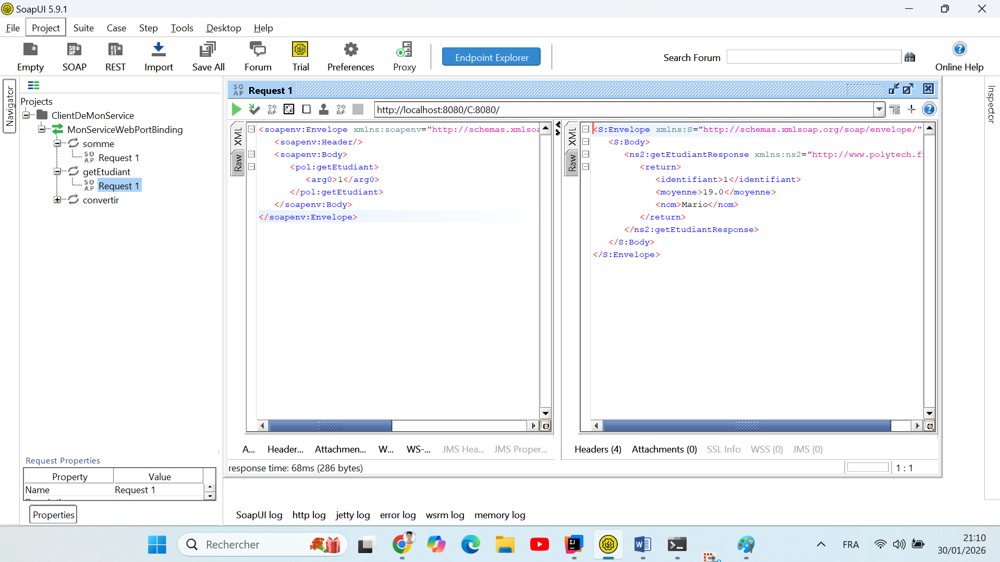 SoapUI 5.9.1
File Project Suite Case Step Tools Desktop Help
Empty SOAP REST Import Save All Forum Trial Preferences Proxy Endpoint Explorer Search Forum Online Help
Navigator
Projects
ClientDeMonService
MonServiceWebPortBinding
somme
Request 1
getEtudiant
Request 1
convertir
Request Properties
Property Value
Name Request 1
Properties
SOAP Request 1
http://localhost:8080/C:8080/
XML
Raw
<soapenv:Envelope xmlns:soapenv="http://schemas.xmlsoa
<soapenv:Header/>
<soapenv:Body>
<pol:getEtudiant>
<arg0>1</arg0>
</pol:getEtudiant>
</soapenv:Body>
</soapenv:Envelope>
A... Header... Attachmen... W... WS-... JMS Hea... JMS Proper...
XML
Raw
<S:Envelope xmlns:S="http://schemas.xmlsoap.org/soap/envelope/"
<S:Body>
<ns2:getEtudiantResponse xmlns:ns2="http://www.polytech.f
<return>
<identifiant>1</identifiant>
<moyenne>19.0</moyenne>
<nom>Mario</nom>
</return>
</ns2:getEtudiantResponse>
</S:Body>
</S:Envelope>
Headers (4) Attachments (0) SSL Info WSS (0) JMS (0)
response time: 68ms (286 bytes)
1 : 1
Inspector
SoapUI log http log jetty log error log wsrm log memory log
Rechercher
FRA
21:10
30/01/2026